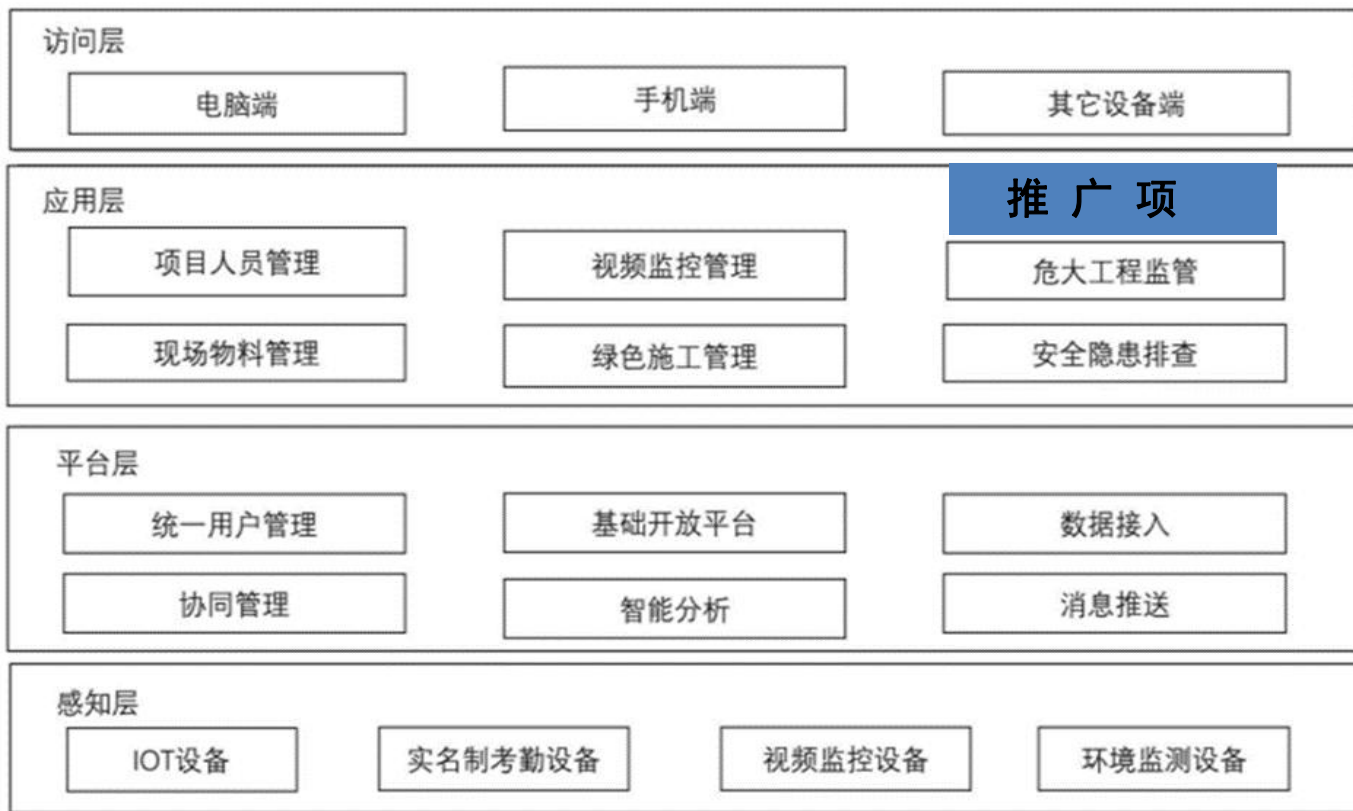 访问层
电脑端 手机端 其它设备端
应用层
推广项
项目人员管理 视频监控管理 危大工程监管
现场物料管理 绿色施工管理 安全隐患排查
平台层
统一用户管理 基础开放平台 数据接入
协同管理 智能分析 消息推送
感知层
IOT设备 实名制考勤设备 视频监控设备 环境监测设备